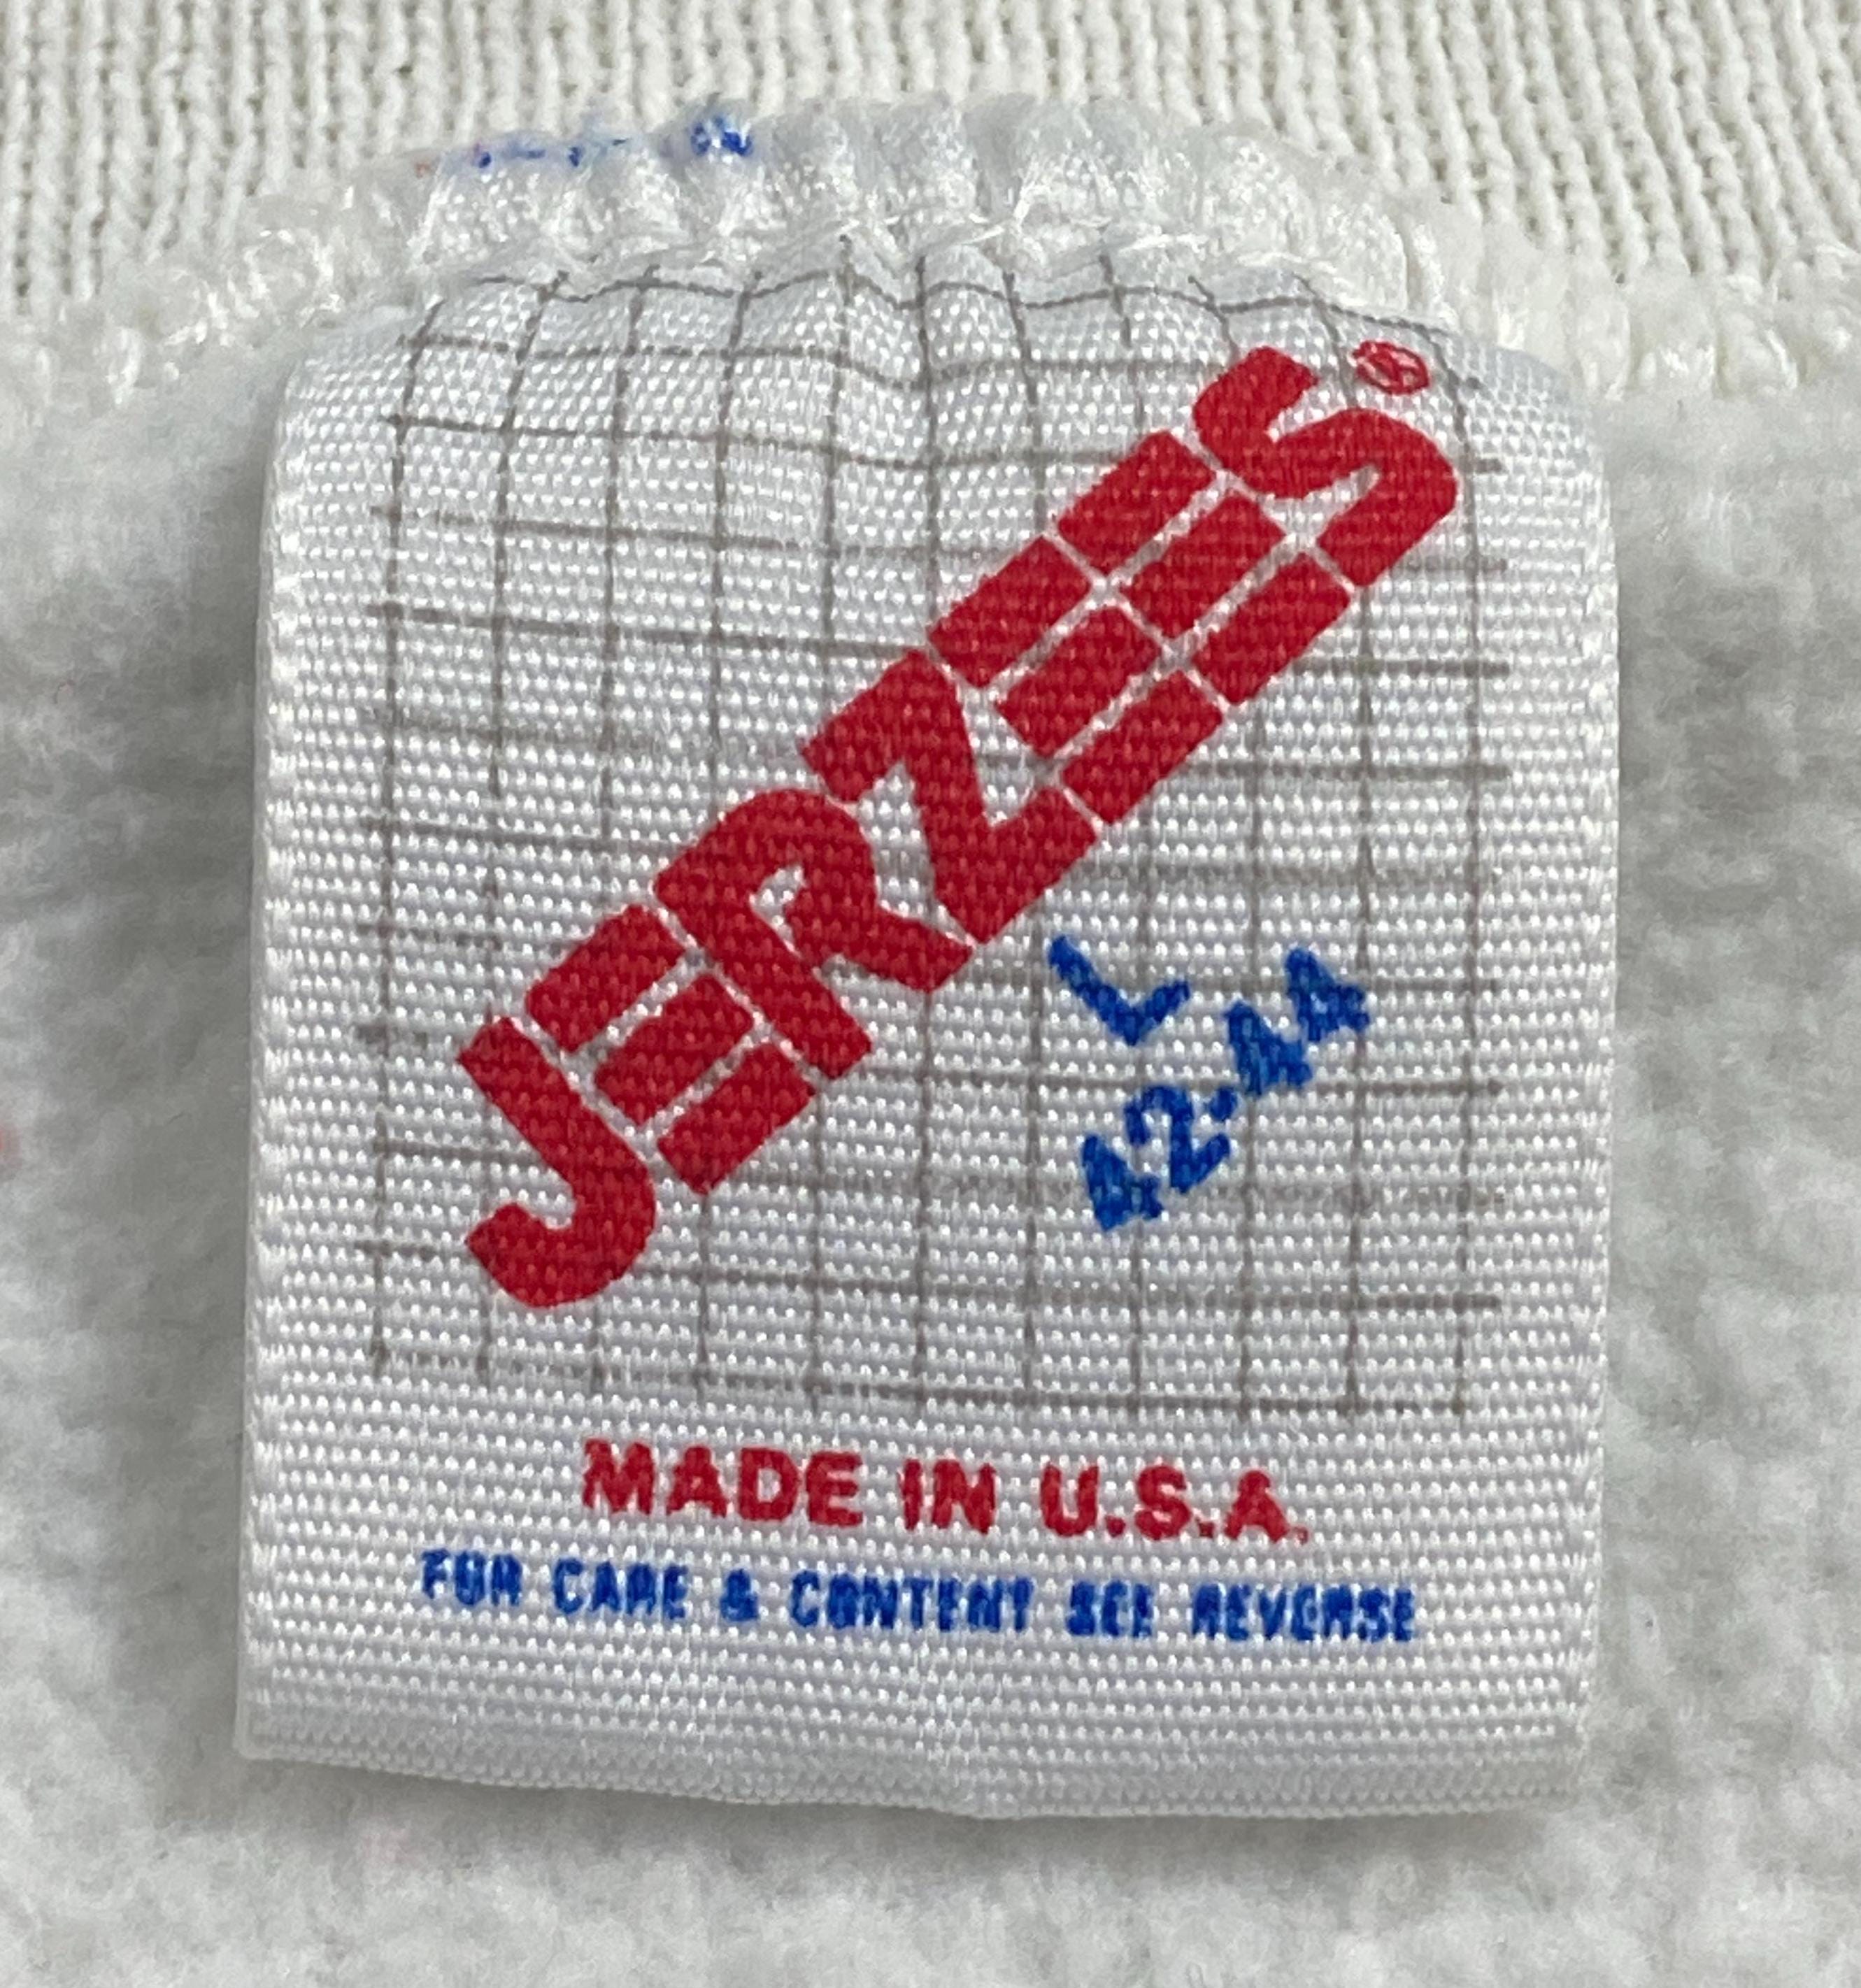 JERZEES®
L
42-44
MADE IN U.S.A.
FOR CARE & CONTENT SEE REVERSE